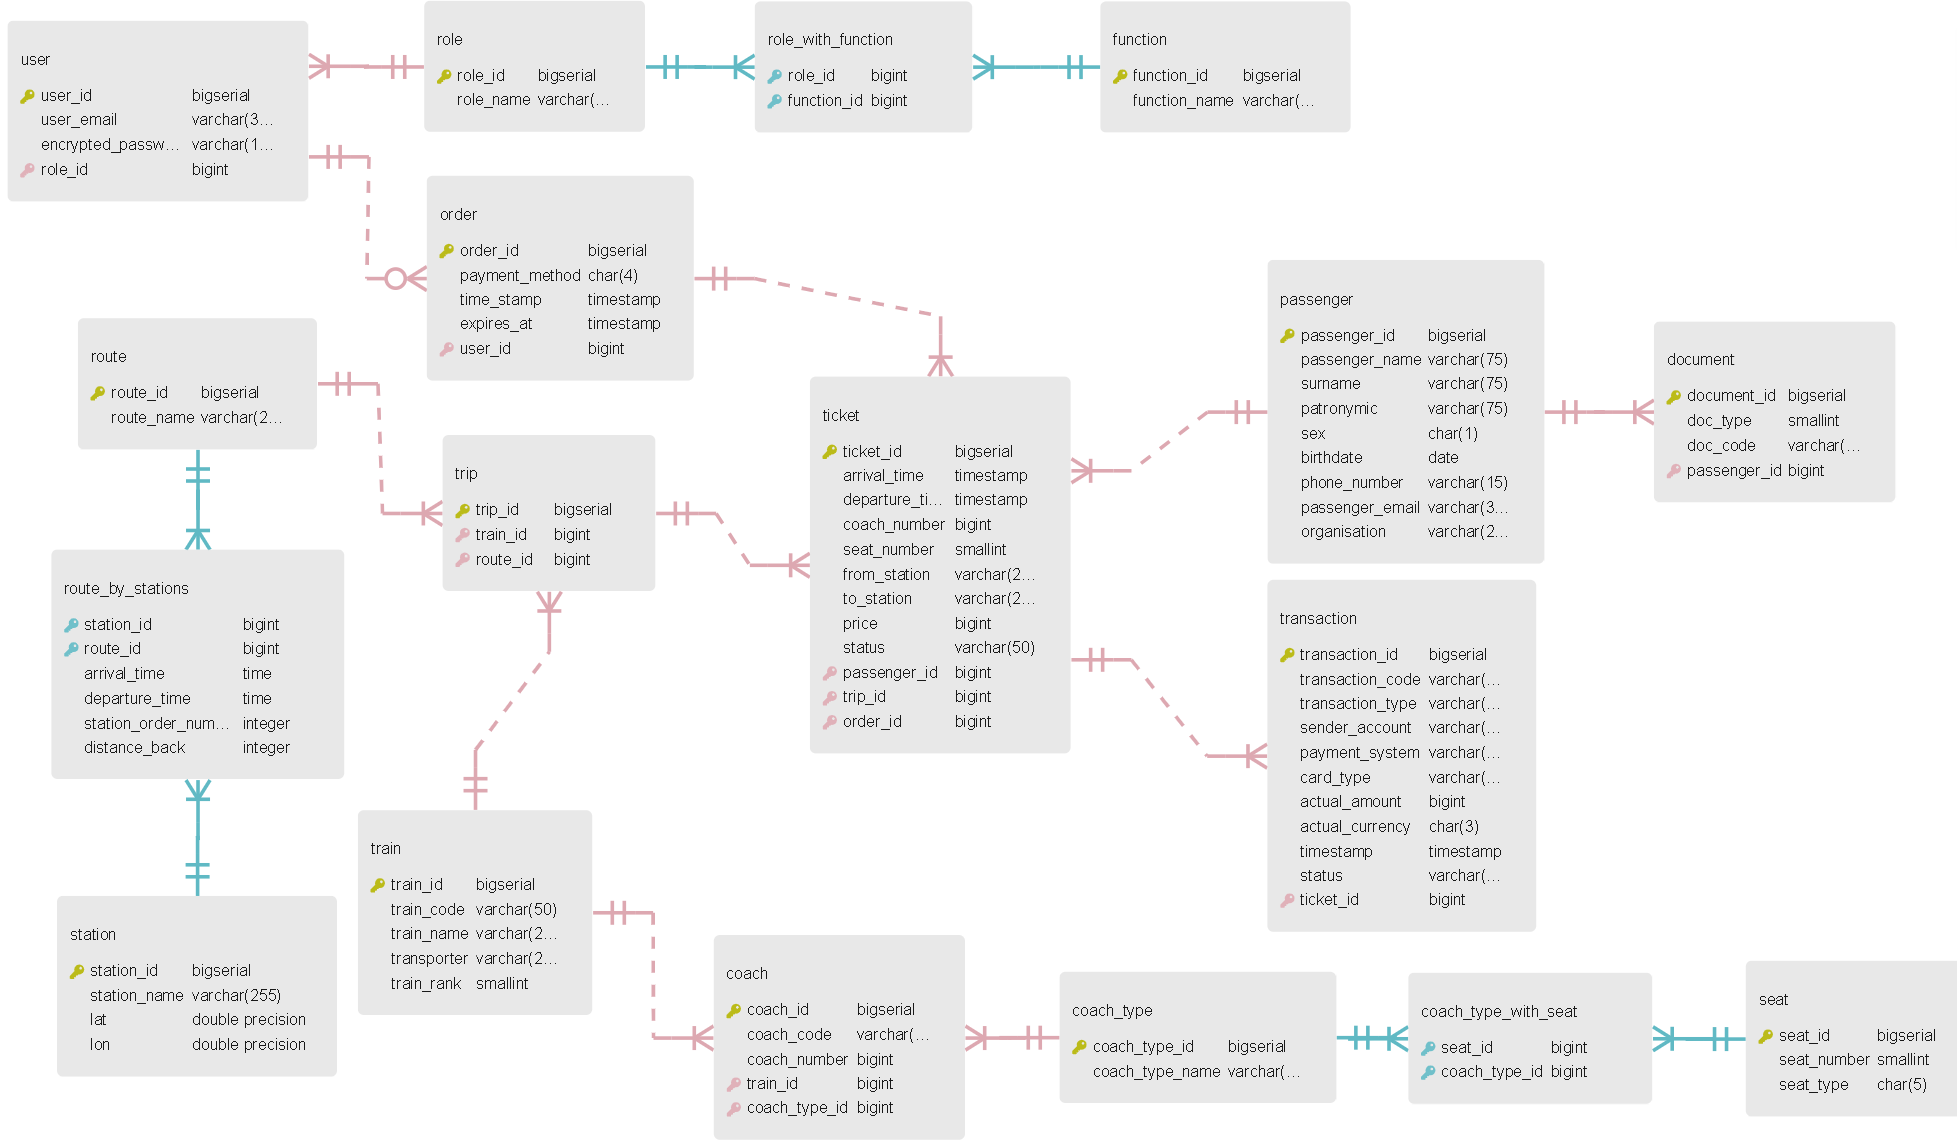 user
user_id bigserial
user_email varchar(3...
encrypted_passw... varchar(1...
role_id bigint
role
role_id bigserial
role_name varchar(...
role_with_function
role_id bigint
function_id bigint
function
function_id bigserial
function_name varchar(...
order
order_id bigserial
payment_method char(4)
time_stamp timestamp
expires_at timestamp
user_id bigint
route
route_id bigserial
route_name varchar(2...
trip
trip_id bigserial
train_id bigint
route_id bigint
ticket
ticket_id bigserial
arrival_time timestamp
departure_ti... timestamp
coach_number bigint
seat_number smallint
from_station varchar(2...
to_station varchar(2...
price bigint
status varchar(50)
passenger_id bigint
trip_id bigint
order_id bigint
passenger
passenger_id bigserial
passenger_name varchar(75)
surname varchar(75)
patronymic varchar(75)
sex char(1)
birthdate date
phone_number varchar(15)
passenger_email varchar(3...
organisation varchar(2...
document
document_id bigserial
doc_type smallint
doc_code varchar(...
passenger_id bigint
route_by_stations
station_id bigint
route_id bigint
arrival_time time
departure_time time
station_order_num... integer
distance_back integer
transaction
transaction_id bigserial
transaction_code varchar(...
transaction_type varchar(...
sender_account varchar(...
payment_system varchar(...
card_type varchar(...
actual_amount bigint
actual_currency char(3)
timestamp timestamp
status varchar(...
ticket_id bigint
station
station_id bigserial
station_name varchar(255)
lat double precision
lon double precision
train
train_id bigserial
train_code varchar(50)
train_name varchar(2...
transporter varchar(2...
train_rank smallint
coach
coach_id bigserial
coach_code varchar(...
coach_number bigint
train_id bigint
coach_type_id bigint
coach_type
coach_type_id bigserial
coach_type_name varchar(...
coach_type_with_seat
seat_id bigint
coach_type_id bigint
seat
seat_id bigserial
seat_number smallint
seat_type char(5)